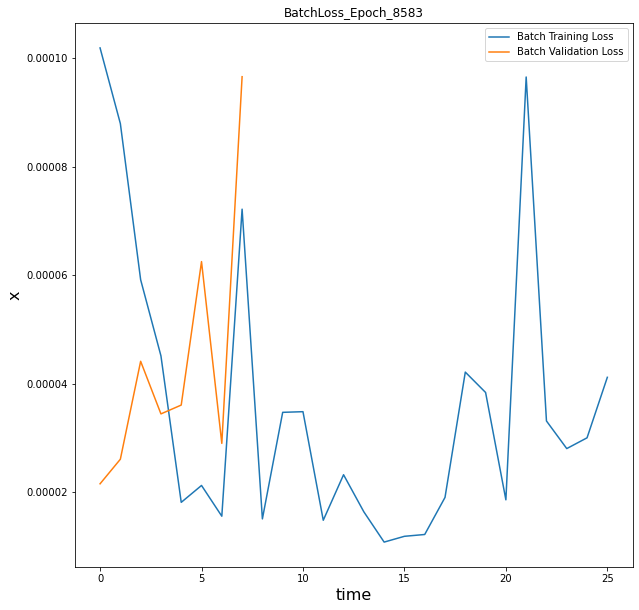 BatchLoss_Epoch_8583
Batch Training Loss
Batch Validation Loss
0.00010
0.00008
0.00006
0.00004
0.00002
x
0 5 10 15 20 25
time